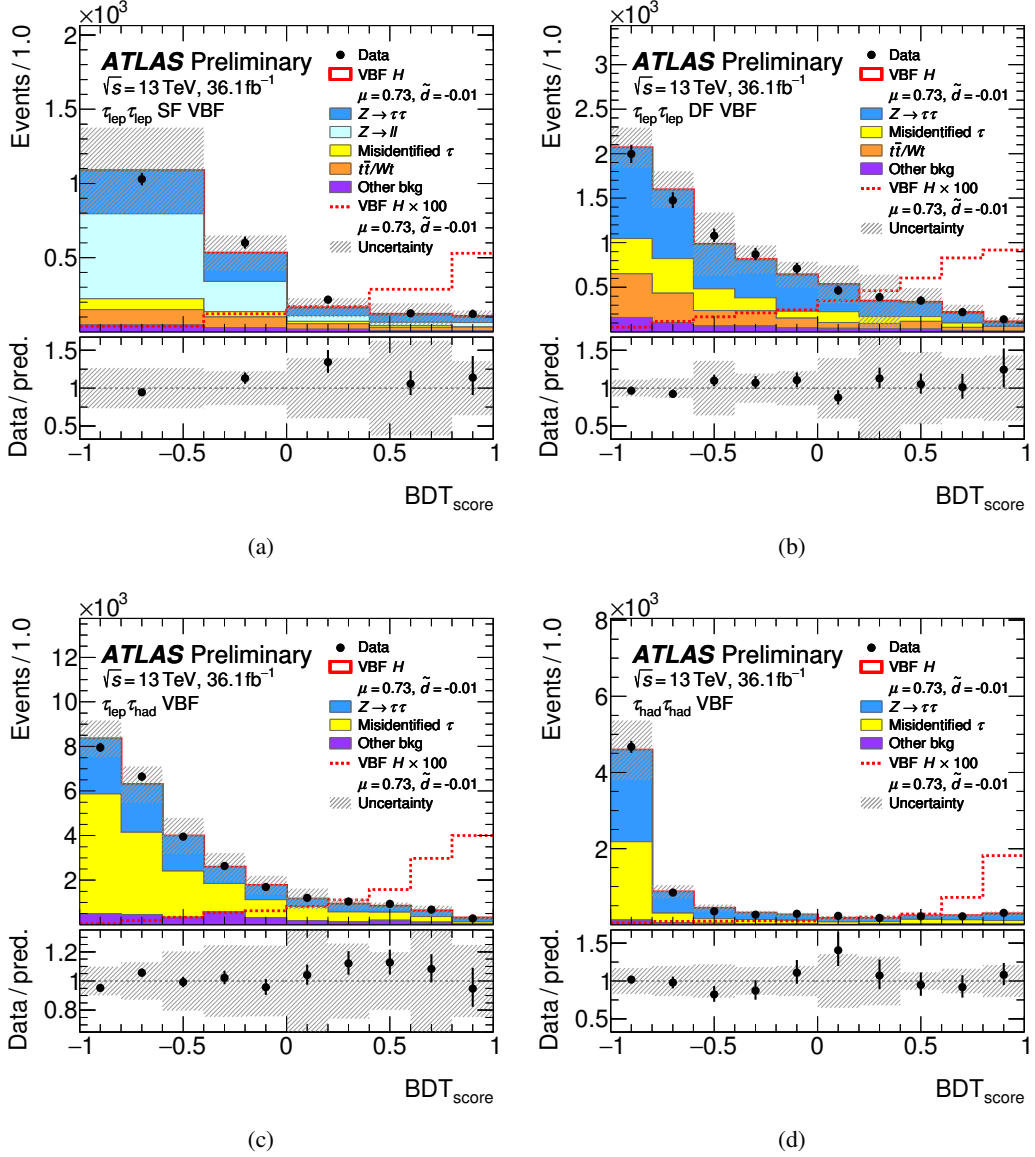 ×10³
Events / 1.0
2
1.5
1
0.5
ATLAS Preliminary
√s = 13 TeV, 36.1 fb⁻¹
τlepτlep SF VBF
Data
VBF H
μ = 0.73, d̃ = -0.01
Z→ττ
Z→ll
Misidentified τ
tt̄/Wt
Other bkg
VBF H × 100
μ = 0.73, d̃ = -0.01
Uncertainty
Data / pred.
1.5
1
0.5
−1 −0.5 0 0.5 1
BDTscore
(a)
×10³
Events / 1.0
3
2.5
2
1.5
1
0.5
ATLAS Preliminary
√s = 13 TeV, 36.1 fb⁻¹
τlepτlep DF VBF
Data
VBF H
μ = 0.73, d̃ = -0.01
Z→ττ
Misidentified τ
tt̄/Wt
Other bkg
VBF H × 100
μ = 0.73, d̃ = -0.01
Uncertainty
Data / pred.
1.5
1
0.5
−1 −0.5 0 0.5 1
BDTscore
(b)
×10³
Events / 1.0
12
10
8
6
4
2
ATLAS Preliminary
√s = 13 TeV, 36.1 fb⁻¹
τlepτhad VBF
Data
VBF H
μ = 0.73, d̃ = -0.01
Z→ττ
Misidentified τ
Other bkg
VBF H × 100
μ = 0.73, d̃ = -0.01
Uncertainty
Data / pred.
1.2
1
0.8
−1 −0.5 0 0.5 1
BDTscore
(c)
×10³
Events / 1.0
8
6
4
2
ATLAS Preliminary
√s = 13 TeV, 36.1 fb⁻¹
τhadτhad VBF
Data
VBF H
μ = 0.73, d̃ = -0.01
Z→ττ
Misidentified τ
Other bkg
VBF H × 100
μ = 0.73, d̃ = -0.01
Uncertainty
Data / pred.
1.5
1
0.5
−1 −0.5 0 0.5 1
BDTscore
(d)